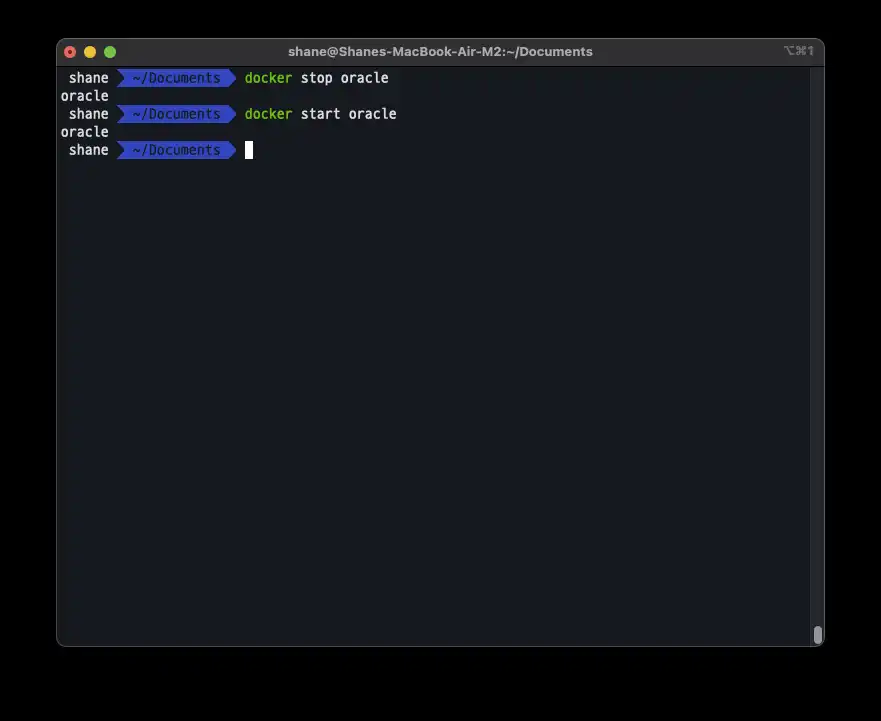 shane@Shanes-MacBook-Air-M2:~/Documents ⌥⌘1
shane ~/Documents docker stop oracle
oracle
shane ~/Documents docker start oracle
oracle
shane ~/Documents